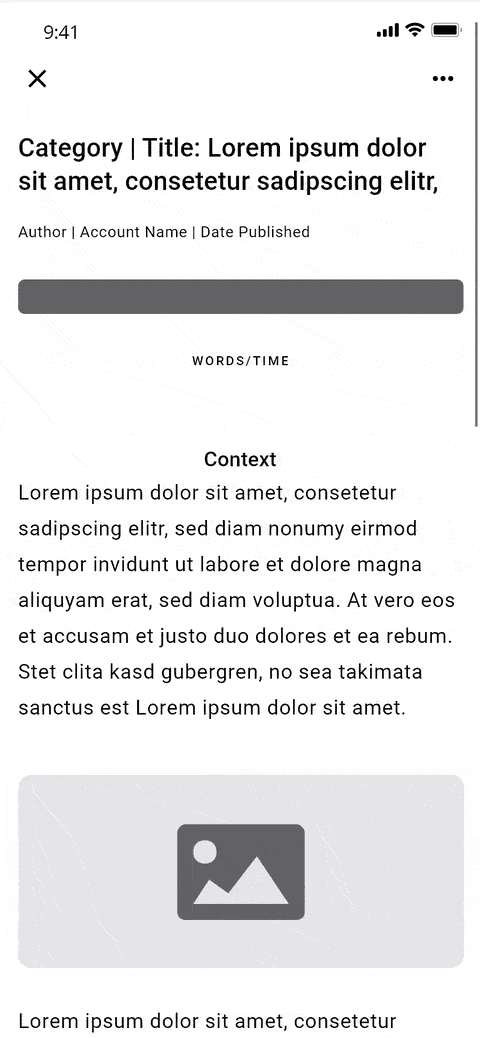 9:41
Category | Title: Lorem ipsum dolor
sit amet, consetetur sadipscing elitr,
Author | Account Name | Date Published
WORDS/TIME
Context
Lorem ipsum dolor sit amet, consetetur
sadipscing elitr, sed diam nonumy eirmod
tempor invidunt ut labore et dolore magna
aliquyam erat, sed diam voluptua. At vero eos
et accusam et justo duo dolores et ea rebum.
Stet clita kasd gubergren, no sea takimata
sanctus est Lorem ipsum dolor sit amet.
Lorem ipsum dolor sit amet, consetetur